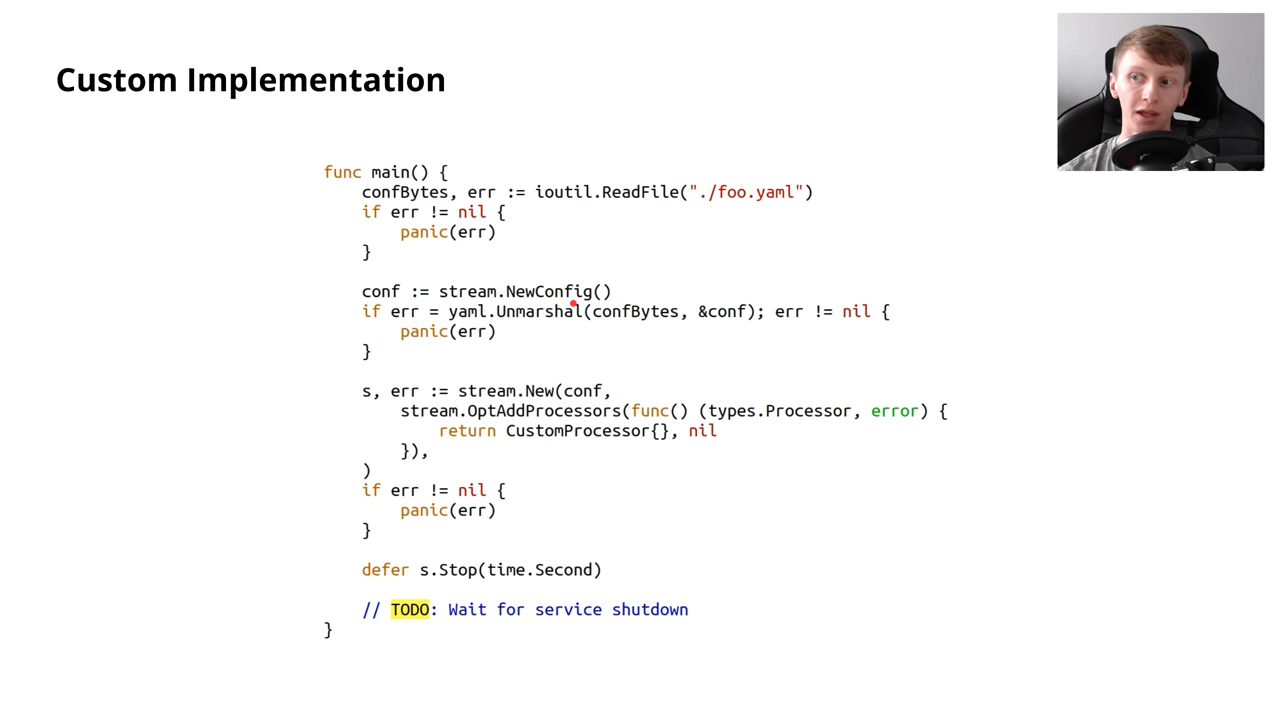 Custom Implementation
func main() {
    confBytes, err := ioutil.ReadFile("./foo.yaml")
    if err != nil {
        panic(err)
    }

    conf := stream.NewConfig()
    if err = yaml.Unmarshal(confBytes, &conf); err != nil {
        panic(err)
    }

    s, err := stream.New(conf,
        stream.OptAddProcessors(func() (types.Processor, error) {
            return CustomProcessor{}, nil
        }),
    )
    if err != nil {
        panic(err)
    }

    defer s.Stop(time.Second)

    // TODO: Wait for service shutdown
}